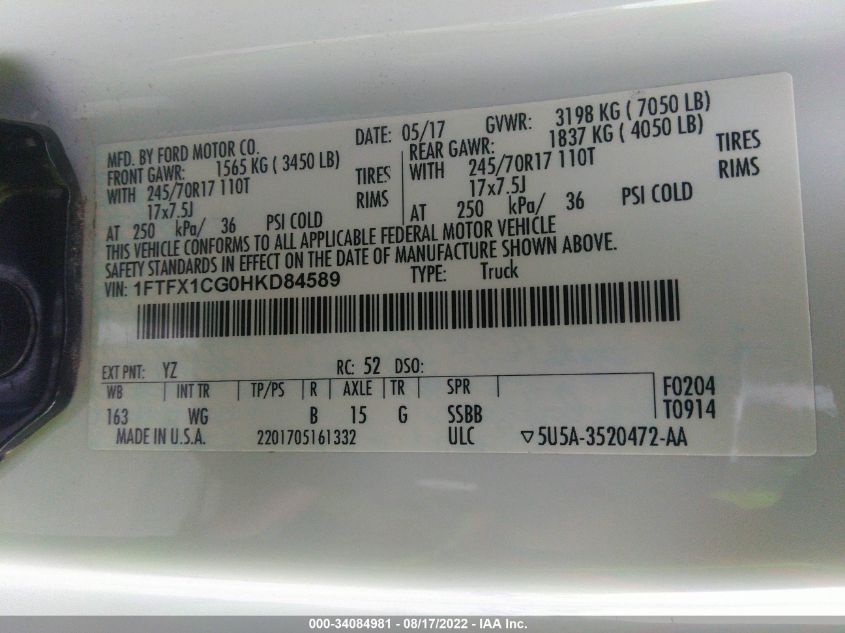 MFD. BY FORD MOTOR CO. DATE: 05/17 GVWR: 3198 KG ( 7050 LB)
FRONT GAWR: 1565 KG ( 3450 LB) REAR GAWR: 1837 KG ( 4050 LB)
WITH 245/70R17 110T TIRES WITH 245/70R17 110T TIRES
17x7.5J RIMS 17x7.5J RIMS
AT 250 kPa/ 36 PSI COLD AT 250 kPa/ 36 PSI COLD
THIS VEHICLE CONFORMS TO ALL APPLICABLE FEDERAL MOTOR VEHICLE
SAFETY STANDARDS IN EFFECT ON THE DATE OF MANUFACTURE SHOWN ABOVE.
VIN: 1FTFX1CG0HKD84589 TYPE: Truck
EXT PNT: YZ RC: 52 DSO:
WB INT TR TP/PS R AXLE TR SPR F0204
163 WG B 15 G SSBB T0914
MADE IN U.S.A. 2201705161332 ULC ▽5U5A-3520472-AA
000-34084981 - 08/17/2022 - IAA Inc.